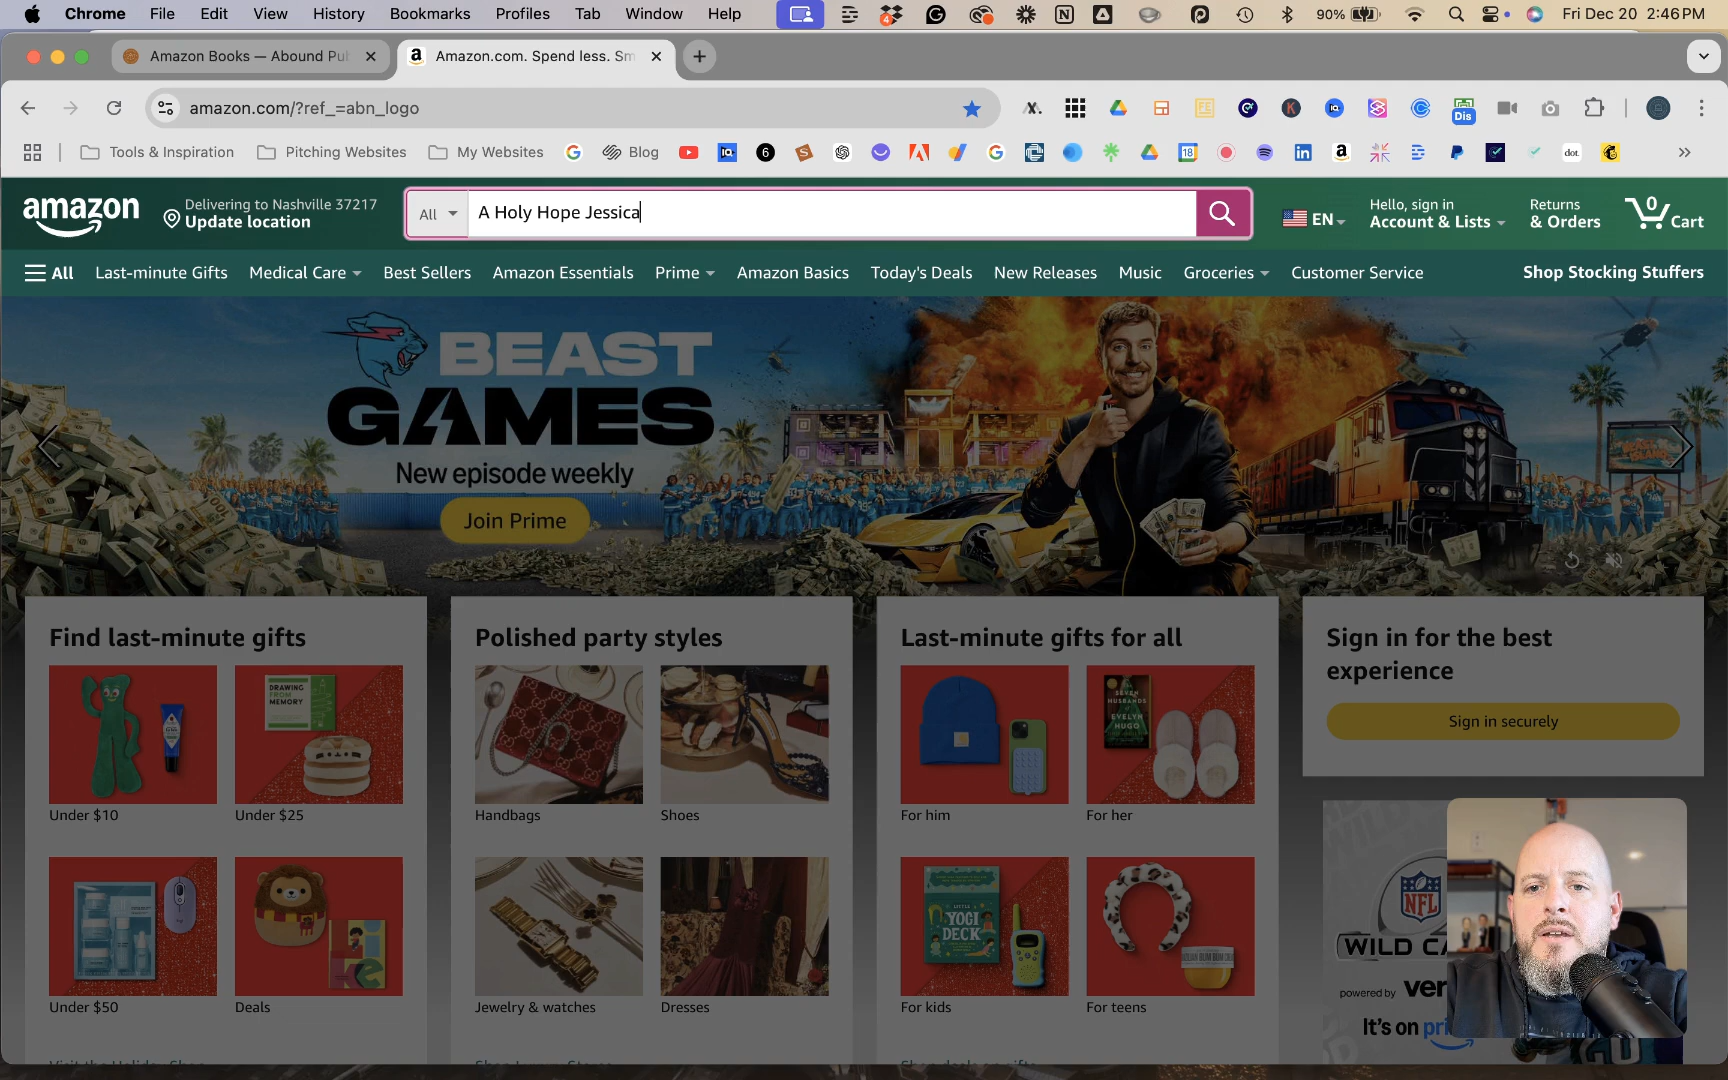 Chrome File Edit View History Bookmarks Profiles Tab Window Help 4 90% Fri Dec 20 2:46 PM
Amazon Books — Abound Pu
Amazon.com. Spend less. Sm
amazon.com/?ref_=abn_logo
Dis
Tools & Inspiration Pitching Websites My Websites Blog 6 18 dot.
amazon
Delivering to Nashville 37217
Update location
All
A Holy Hope Jessica
EN
Hello, sign in
Account & Lists
Returns
& Orders
0
Cart
All Last-minute Gifts Medical Care Best Sellers Amazon Essentials Prime Amazon Basics Today's Deals New Releases Music Groceries Customer Service Shop Stocking Stuffers
BEAST
GAMES
New episode weekly
Join Prime
Find last-minute gifts
DRAWING
FROM
MEMORY
Under $10
Under $25
Under $50
Deals
Polished party styles
Handbags
Shoes
Jewelry & watches
Dresses
Last-minute gifts for all
SEVEN
HUSBANDS
EVELYN
HUGO
For him
For her
LITTLE
YOGI
DECK
For kids
For teens
Sign in for the best
experience
Sign in securely
NFL
WILD CA
powered by ver
It's on pri